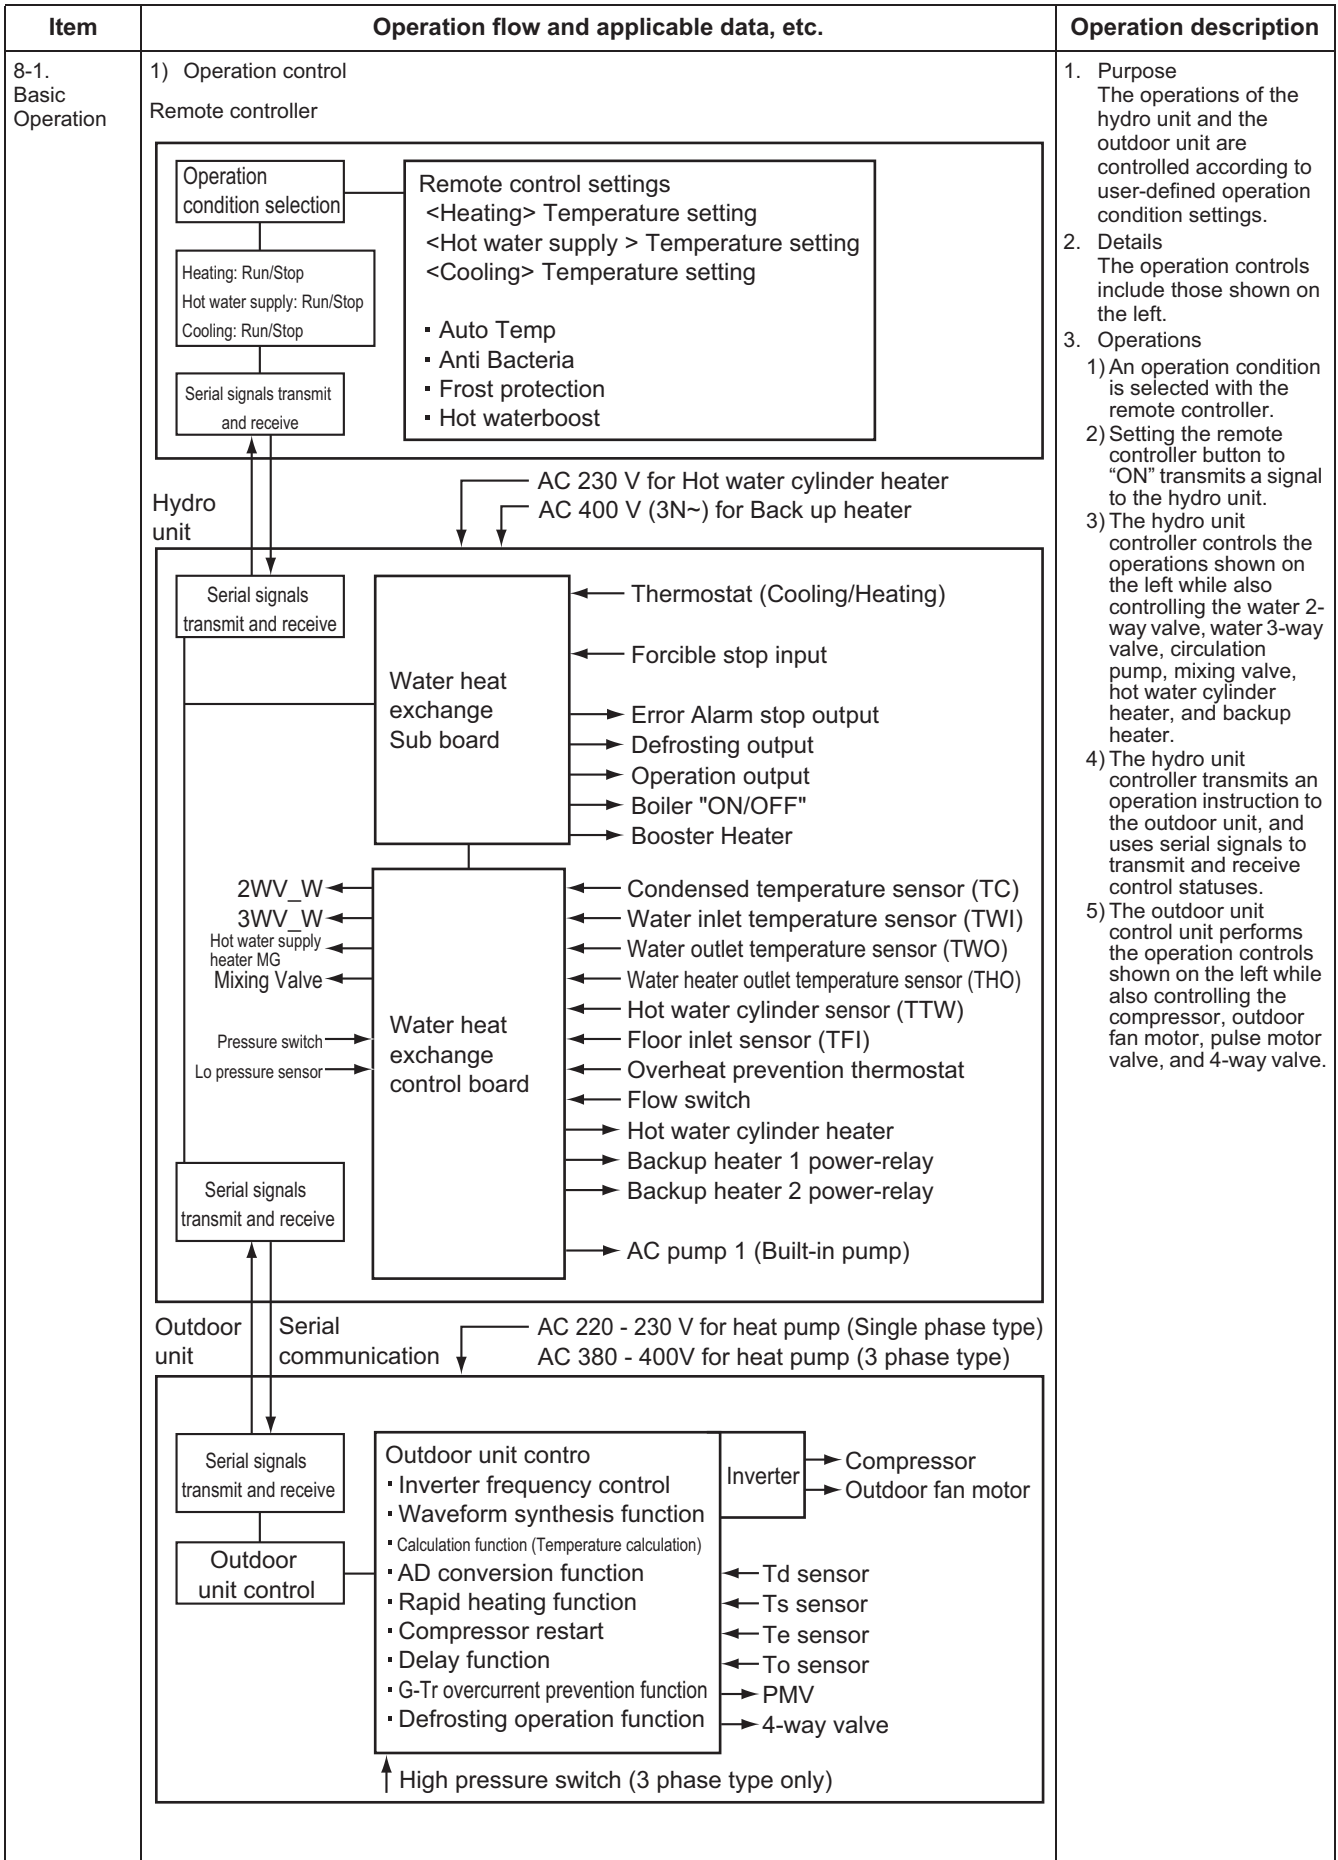 Item
Operation flow and applicable data, etc.
Operation description
8-1.
Basic
Operation
1) Operation control
Remote controller
Operation
condition selection
Heating: Run/Stop
Hot water supply: Run/Stop
Cooling: Run/Stop
Serial signals transmit
and receive
Remote control settings
<Heating> Temperature setting
<Hot water supply > Temperature setting
<Cooling> Temperature setting
▪ Auto Temp
▪ Anti Bacteria
▪ Frost protection
▪ Hot waterboost
Hydro
unit
AC 230 V for Hot water cylinder heater
AC 400 V (3N~) for Back up heater
Serial signals
transmit and receive
Water heat
exchange
Sub board
Thermostat (Cooling/Heating)
Forcible stop input
Error Alarm stop output
Defrosting output
Operation output
Boiler "ON/OFF"
Booster Heater
2WV_W
3WV_W
Hot water supply
heater MG
Mixing Valve
Pressure switch
Lo pressure sensor
Water heat
exchange
control board
Condensed temperature sensor (TC)
Water inlet temperature sensor (TWI)
Water outlet temperature sensor (TWO)
Water heater outlet temperature sensor (THO)
Hot water cylinder sensor (TTW)
Floor inlet sensor (TFI)
Overheat prevention thermostat
Flow switch
Hot water cylinder heater
Backup heater 1 power-relay
Backup heater 2 power-relay
AC pump 1 (Built-in pump)
Serial signals
transmit and receive
Outdoor
unit
Serial
communication
AC 220 - 230 V for heat pump (Single phase type)
AC 380 - 400V for heat pump (3 phase type)
Serial signals
transmit and receive
Outdoor
unit control
Outdoor unit contro
▪ Inverter frequency control
▪ Waveform synthesis function
▪ Calculation function (Temperature calculation)
▪ AD conversion function
▪ Rapid heating function
▪ Compressor restart
▪ Delay function
▪ G-Tr overcurrent prevention function
▪ Defrosting operation function
Inverter
Compressor
Outdoor fan motor
Td sensor
Ts sensor
Te sensor
To sensor
PMV
4-way valve
High pressure switch (3 phase type only)
1. Purpose
The operations of the
hydro unit and the
outdoor unit are
controlled according to
user-defined operation
condition settings.
2. Details
The operation controls
include those shown on
the left.
3. Operations
1) An operation condition
is selected with the
remote controller.
2) Setting the remote
controller button to
“ON” transmits a signal
to the hydro unit.
3) The hydro unit
controller controls the
operations shown on
the left while also
controlling the water 2-
way valve, water 3-way
valve, circulation
pump, mixing valve,
hot water cylinder
heater, and backup
heater.
4) The hydro unit
controller transmits an
operation instruction to
the outdoor unit, and
uses serial signals to
transmit and receive
control statuses.
5) The outdoor unit
control unit performs
the operation controls
shown on the left while
also controlling the
compressor, outdoor
fan motor, pulse motor
valve, and 4-way valve.